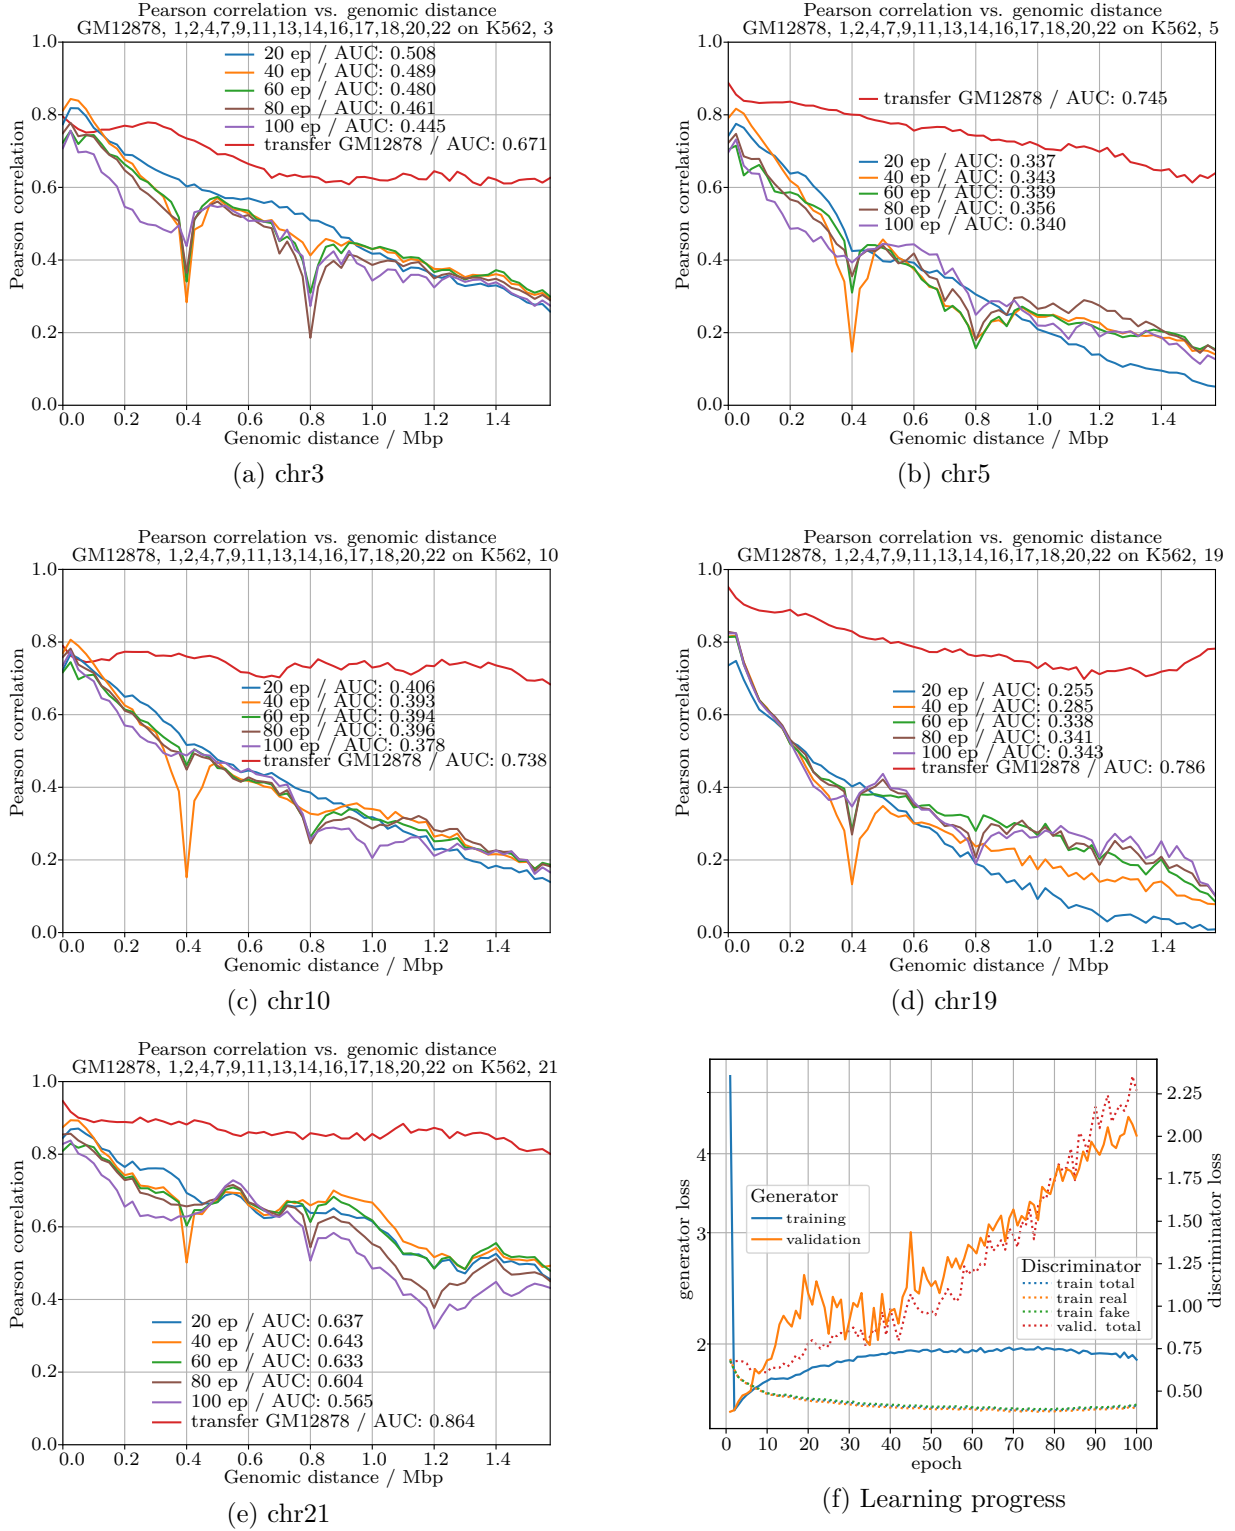 Pearson correlation vs. genomic distance
GM12878, 1,2,4,7,9,11,13,14,16,17,18,20,22 on K562, 3
1.0
0.8
0.6
0.4
0.2
0.0
Pearson correlation
20 ep / AUC: 0.508
40 ep / AUC: 0.489
60 ep / AUC: 0.480
80 ep / AUC: 0.461
100 ep / AUC: 0.445
transfer GM12878 / AUC: 0.671
0.0 0.2 0.4 0.6 0.8 1.0 1.2 1.4
Genomic distance / Mbp
(a) chr3
Pearson correlation vs. genomic distance
GM12878, 1,2,4,7,9,11,13,14,16,17,18,20,22 on K562, 5
1.0
0.8
0.6
0.4
0.2
0.0
Pearson correlation
transfer GM12878 / AUC: 0.745
20 ep / AUC: 0.337
40 ep / AUC: 0.343
60 ep / AUC: 0.339
80 ep / AUC: 0.356
100 ep / AUC: 0.340
0.0 0.2 0.4 0.6 0.8 1.0 1.2 1.4
Genomic distance / Mbp
(b) chr5
Pearson correlation vs. genomic distance
GM12878, 1,2,4,7,9,11,13,14,16,17,18,20,22 on K562, 10
1.0
0.8
0.6
0.4
0.2
0.0
Pearson correlation
20 ep / AUC: 0.406
40 ep / AUC: 0.393
60 ep / AUC: 0.394
80 ep / AUC: 0.396
100 ep / AUC: 0.378
transfer GM12878 / AUC: 0.738
0.0 0.2 0.4 0.6 0.8 1.0 1.2 1.4
Genomic distance / Mbp
(c) chr10
Pearson correlation vs. genomic distance
GM12878, 1,2,4,7,9,11,13,14,16,17,18,20,22 on K562, 19
1.0
0.8
0.6
0.4
0.2
0.0
Pearson correlation
20 ep / AUC: 0.255
40 ep / AUC: 0.285
60 ep / AUC: 0.338
80 ep / AUC: 0.341
100 ep / AUC: 0.343
transfer GM12878 / AUC: 0.786
0.0 0.2 0.4 0.6 0.8 1.0 1.2 1.4
Genomic distance / Mbp
(d) chr19
Pearson correlation vs. genomic distance
GM12878, 1,2,4,7,9,11,13,14,16,17,18,20,22 on K562, 21
1.0
0.8
0.6
0.4
0.2
0.0
Pearson correlation
20 ep / AUC: 0.637
40 ep / AUC: 0.643
60 ep / AUC: 0.633
80 ep / AUC: 0.604
100 ep / AUC: 0.565
transfer GM12878 / AUC: 0.864
0.0 0.2 0.4 0.6 0.8 1.0 1.2 1.4
Genomic distance / Mbp
(e) chr21
4
3
2
generator loss
Generator
training
validation
Discriminator
train total
train real
train fake
valid. total
2.25
2.00
1.75
1.50
1.25
1.00
0.75
0.50
discriminator loss
0 10 20 30 40 50 60 70 80 90 100
epoch
(f) Learning progress